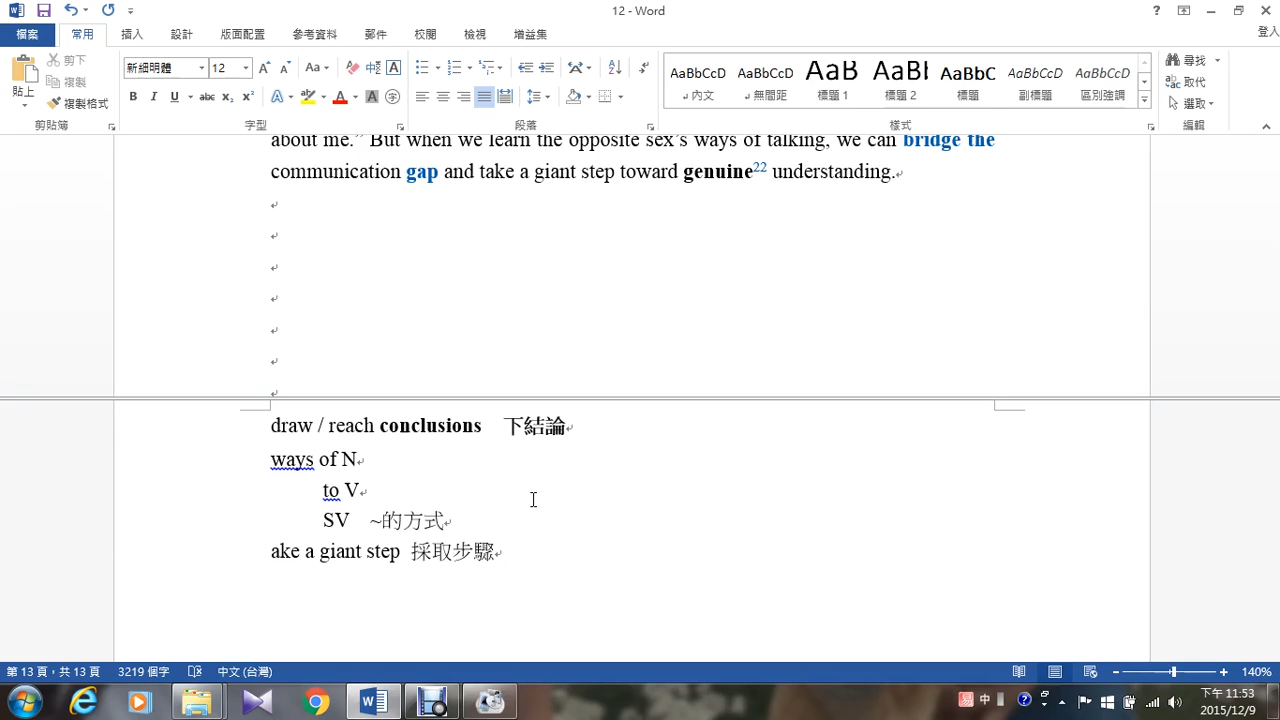 12 - Word
登入
檔案 常用 插入 設計 版面配置 參考資料 郵件 校閱 檢視 增益集
貼上
剪下
複製
複製格式
剪貼簿
新細明體 12 Aa A
B I U abc x₂ x² A A A 字
字型
段落
AaBbCcD AaBbCcD AaB AaBl AaBbC AaBbCcD AaBbCcD
內文 無間距 標題 1 標題 2 標題 副標題 區別強調
樣式
尋找
取代
選取
編輯
about me.” But when we learn the opposite sex’s ways of talking, we can bridge the
communication gap and take a giant step toward genuine22 understanding.
draw / reach conclusions 下結論
ways of N
to V
SV ~的方式
ake a giant step 採取步驟
第 13 頁，共 13 頁 3219 個字 中文 (台灣) 140%
中
下午 11:53
2015/12/9